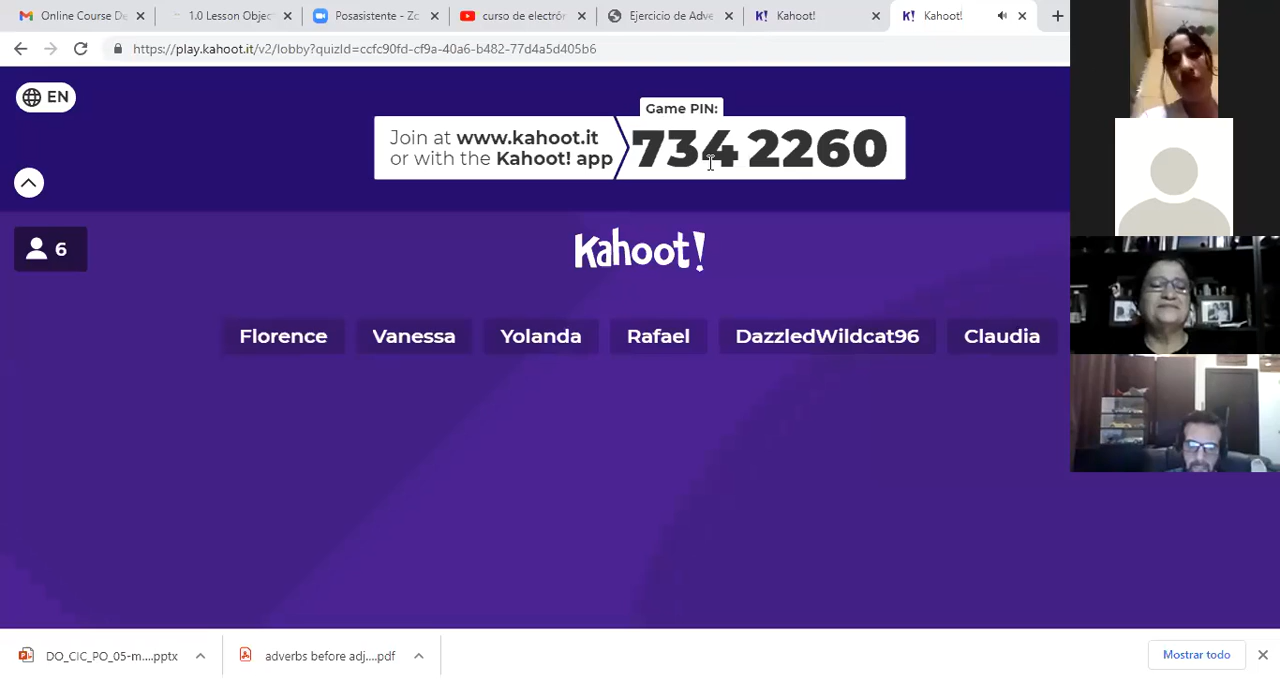 Online Course De
1.0 Lesson Objec
Posasistente - Zo
curso de electrón
Ejercicio de Adve
Kahoot!
Kahoot!
https://play.kahoot.it/v2/lobby?quizId=ccfc90fd-cf9a-40a6-b482-77d4a5d405b6
EN
Game PIN:
Join at www.kahoot.it
or with the Kahoot! app
734 2260
6
Kahoot!
Florence Vanessa Yolanda Rafael DazzledWildcat96 Claudia
DO_CIC_PO_05-m....pptx
adverbs before adj....pdf
Mostrar todo